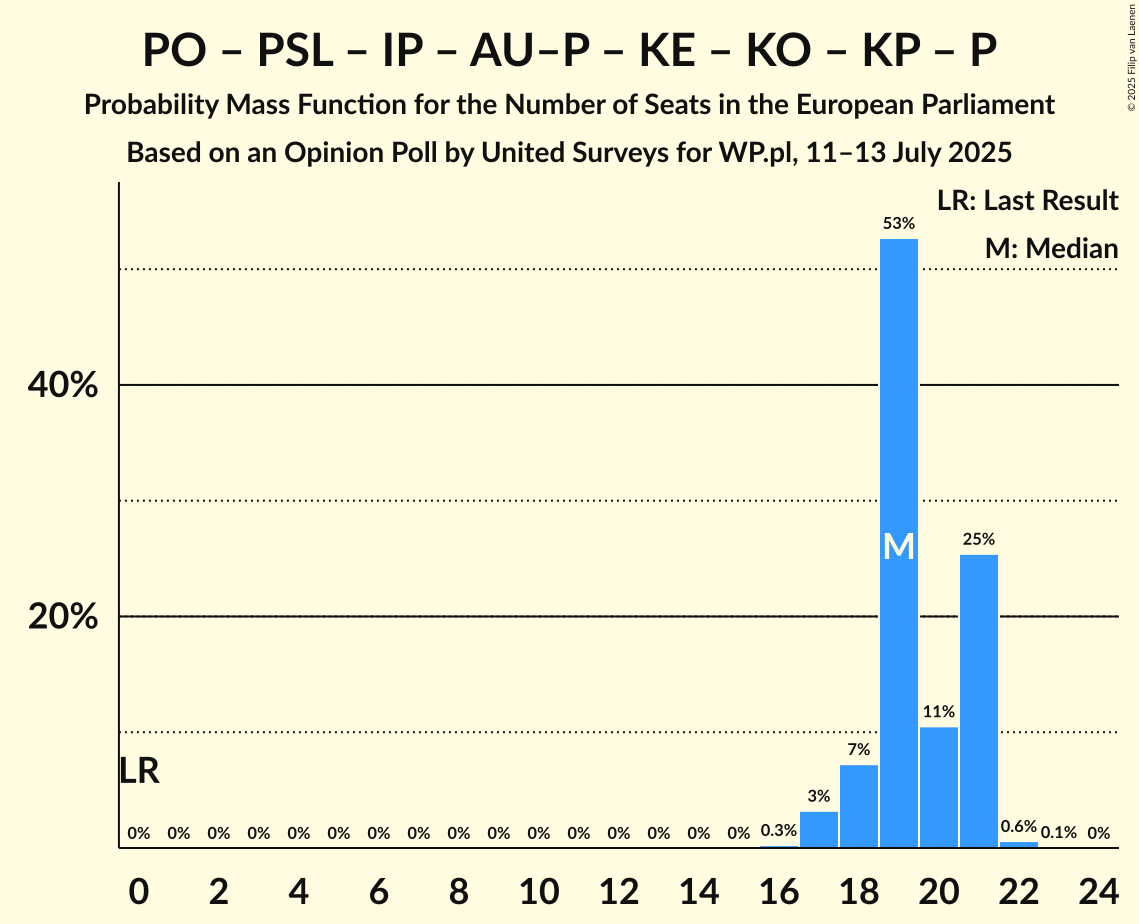 PO – PSL – IP – AU–P – KE – KO – KP – P
Probability Mass Function for the Number of Seats in the European Parliament
Based on an Opinion Poll by United Surveys for WP.pl, 11–13 July 2025
© 2025 Filip van Laenen
LR: Last Result
M: Median
53%
40%
M
25%
20%
11%
7%
LR
3%
0% 0% 0% 0% 0% 0% 0% 0% 0% 0% 0% 0% 0% 0% 0% 0% 0.3% 0.6% 0.1% 0%
0 2 4 6 8 10 12 14 16 18 20 22 24